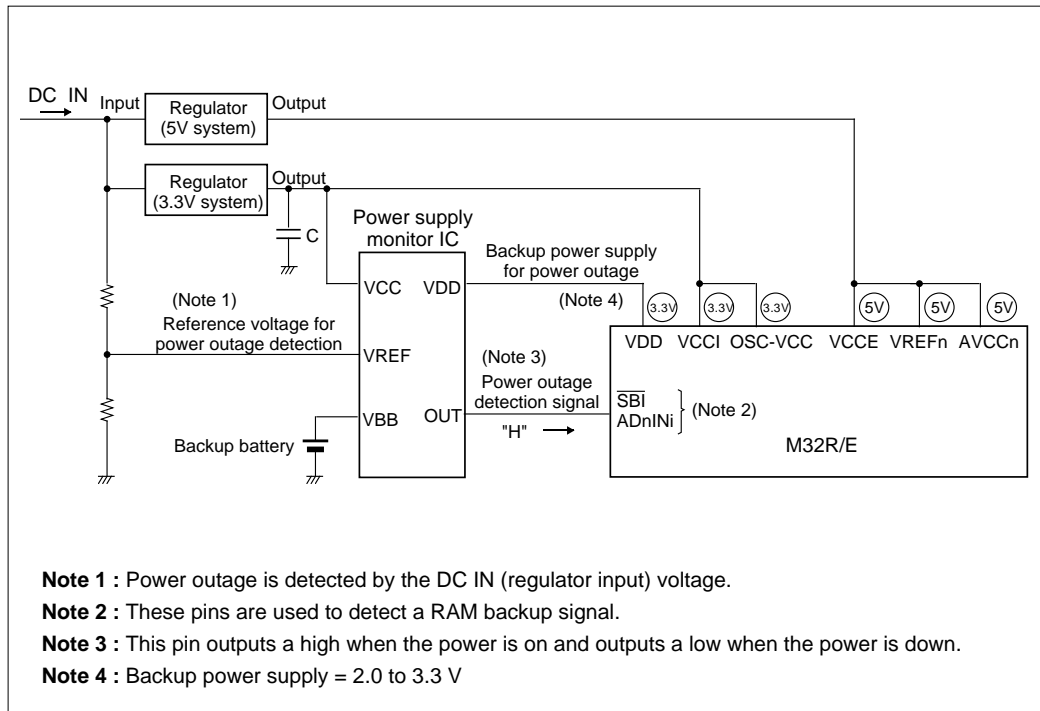 DC IN
Input
Regulator
(5V system)
Output
Regulator
(3.3V system)
Output
C
Power supply
monitor IC
Backup power supply
for power outage
(Note 4)
VCC
VDD
(Note 1)
Reference voltage for
power outage detection
VREF
(Note 3)
Power outage
detection signal
"H"
VBB
OUT
Backup battery
3.3V
3.3V
3.3V
5V
5V
5V
VDD
VCCI
OSC-VCC
VCCE
VREFn
AVCCn
SBI
ADnINi
(Note 2)
M32R/E
Note 1 : Power outage is detected by the DC IN (regulator input) voltage.
Note 2 : These pins are used to detect a RAM backup signal.
Note 3 : This pin outputs a high when the power is on and outputs a low when the power is down.
Note 4 : Backup power supply = 2.0 to 3.3 V